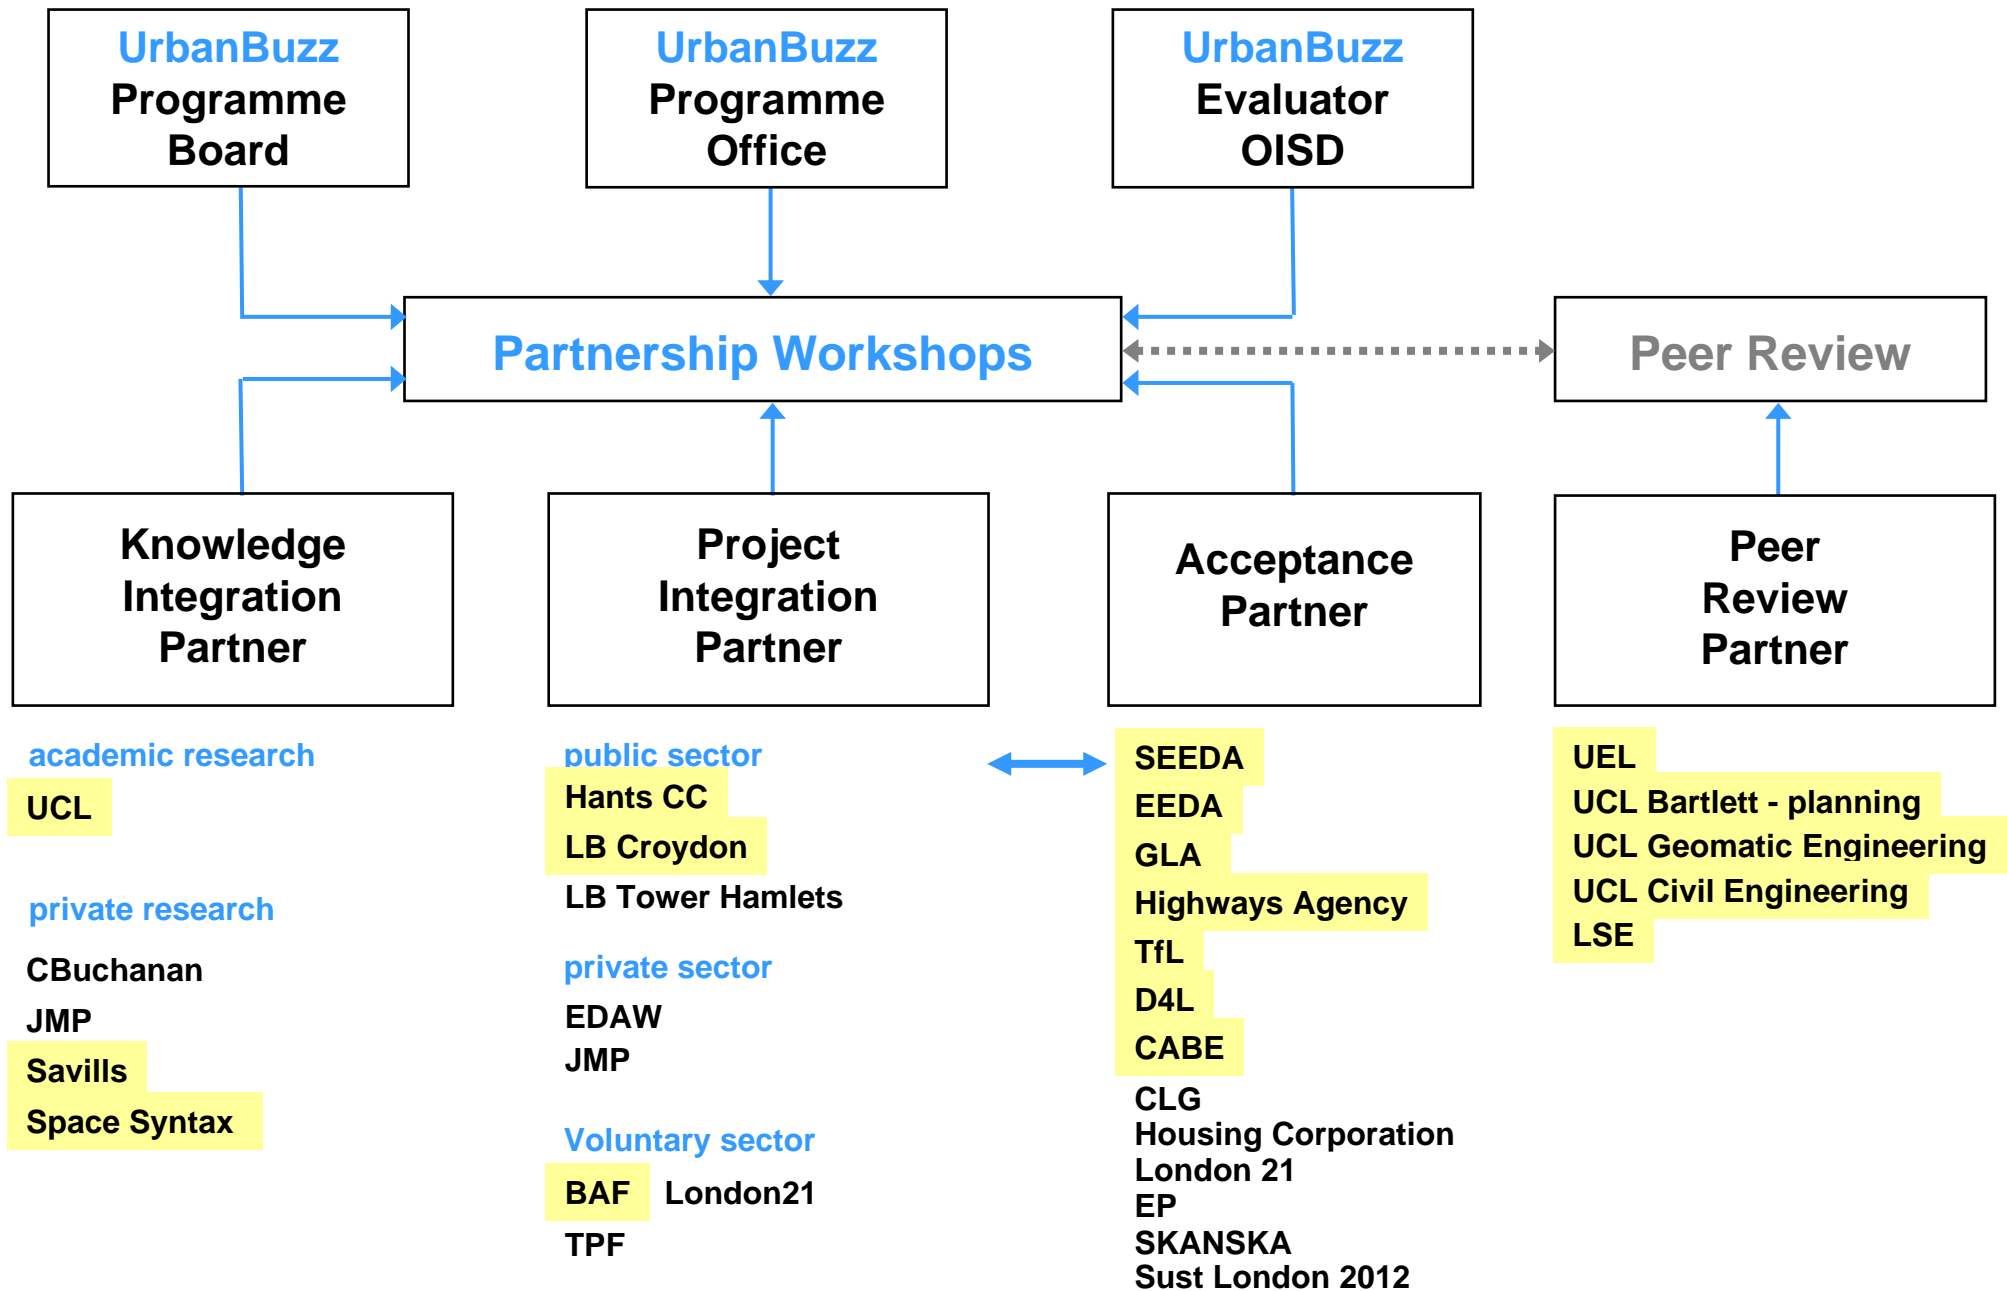 UrbanBuzz
Programme
Board
UrbanBuzz
Programme
Office
UrbanBuzz
Evaluator
OISD
Partnership Workshops
Peer Review
Knowledge
Integration
Partner
Project
Integration
Partner
Acceptance
Partner
Peer
Review
Partner
academic research
UCL
private research
CBuchanan
JMP
Savills
Space Syntax
public sector
Hants CC
LB Croydon
LB Tower Hamlets
private sector
EDAW
JMP
Voluntary sector
BAF London21
TPF
SEEDA
EEDA
GLA
Highways Agency
TfL
D4L
CABE
CLG
Housing Corporation
London 21
EP
SKANSKA
Sust London 2012
UEL
UCL Bartlett - planning
UCL Geomatic Engineering
UCL Civil Engineering
LSE